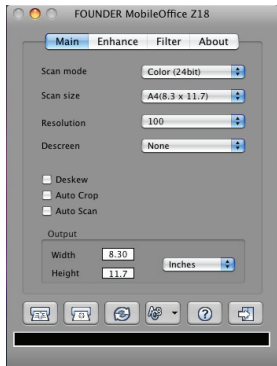 FOUNDER MobileOffice Z18
Main Enhance Filter About
Scan mode Color (24bit)
Scan size A4(8.3 x 11.7)
Resolution 100
Descreen None
Deskew
Auto Crop
Auto Scan
Output
Width 8.30
Inches
Height 11.7
?